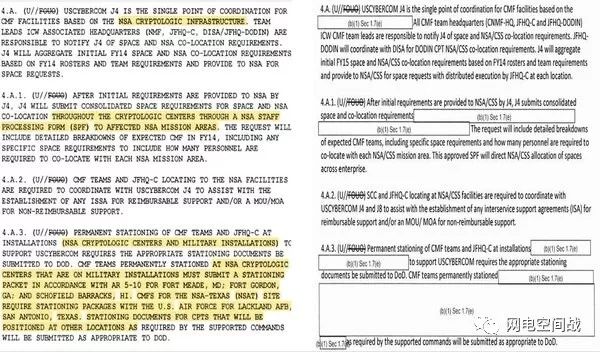 4.A. (U//FOUO) USCYBERCOM J4 IS THE SINGLE POINT OF COORDINATION
FOR CMF FACILITIES BASED ON THE NSA CRYPTOLOGIC INFRASTRUCTURE. TEAM
LEADS ICW ASSOCIATED HEADQUARTERS (NMF, JFHQ-C, DISA/JFHQ-DODIN) ARE
RESPONSIBLE TO NOTIFY J4 OF SPACE AND NSA CO-LOCATION REQUIREMENTS.
J4 WILL AGGREGATE INITIAL FY14 SPACE AND NSA CO-LOCATION REQUIREMENTS
BASED ON FY14 ROSTERS AND TEAM REQUIREMENTS AND PROVIDE TO NSA FOR
SPACE REQUESTS.
4.A.1. (U//FOUO) AFTER INITIAL REQUIREMENTS ARE PROVIDED TO NSA BY
J4, J4 WILL SUBMIT CONSOLIDATED SPACE REQUIREMENTS FOR SPACE AND NSA
CO-LOCATION THROUGHOUT THE CRYPTOLOGIC CENTERS THROUGH A NSA STAFF
PROCESSING FORM (SPF) TO AFFECTED NSA MISSION AREAS. THE REQUEST WILL
INCLUDE DETAILED BREAKDOWNS OF EXPECTED CMF IN FY14, INCLUDING ANY
SPECIFIC SPACE REQUIREMENTS TO INCLUDE HOW MANY PERSONNEL ARE
REQUIRED TO CO-LOCATE WITH EACH NSA MISSION AREA.
4.A.2. (U//FOUO) CMF TEAMS AND JFHQ-C LOCATING TO THE NSA FACILITIES
ARE REQUIRED TO COORDINATE WITH USCYBERCOM J4 TO ASSIST WITH THE
ESTABLISHMENT OF ANY ISSA FOR REIMBURSABLE SUPPORT AND/OR A MOU/MOA
FOR NON-REIMBURSABLE SUPPORT.
4.A.3. (U//FOUO) PERMANENT STATIONING OF CMF TEAMS AND JFHQ-C AT
INSTALLATIONS (NSA CRYPTOLOGIC CENTERS AND MILITARY INSTALLATIONS) TO
SUPPORT USCYBERCOM REQUIRES THE APPROPRIATE STATIONING DOCUMENTS BE
SUBMITTED TO DOD. CMF TEAMS PERMANENTLY STATIONED AT NSA CRYPTOLOGIC
CENTERS THAT ARE ON MILITARY INSTALLATIONS MUST SUBMIT A STATIONING
PACKET IN ACCORDANCE WITH AR 5-10 FOR FORT MEADE, MD; FORT GORDON,
GA; AND SCHOFIELD BARRACKS, HI. CMFS FOR THE NSA-TEXAS (NSAT) SITE
REQUIRE STATIONING PACKAGES WITH THE U.S. AIR FORCE FOR LACKLAND AFB,
SAN ANTONIO, TEXAS. STATIONING DOCUMENTS FOR CPTS THAT WILL BE
POSITIONED AT OTHER LOCATIONS AS REQUIRED BY THE SUPPORTED COMMANDS
WILL BE SUBMITTED AS APPROPRIATE TO DOD.
4.A. (U//FOUO) USCYBERCOM J4 is the single point of coordination for CMF facilities based on the
(b)(1) Sec 1.7(e) All CMF team headquarters (CNMF-HQ, JFHQ-C and JFHQ-DODIN)
ICW CMF team leads are responsible to notify J4 of space and NSA/CSS co-location requirements. JFHQ-
DODIN will coordinate with DISA for DODIN CPT NSA/CSS co-location requirements. J4 will aggregate
initial FY15 space and NSA/CSS co-location requirements based on FY14 rosters and team requirements
and provide to NSA/CSS for space requests with distributed execution by JFHQ-C at each location.
4.A.1. (U//FOUO) After initial requirements are provided to NSA/CSS by J4, J4 submits consolidated
space and co-location requirements
(b)(1) Sec 1.7(e) The request will include detailed breakdowns
of expected CMF teams, including specific space requirements and how many personnel are required to
co-locate with each NSA/CSS mission area. This approved SPF will direct NSA/CSS allocation of spaces
across enterprise.
4.A.2. (U//FOUO) SCC and JFHQ-C locating at NSA/CSS facilities are required to coordinate with
USCYBERCOM J4 and J8 to assist with the establishment of any interservice support agreements (ISA) for
reimbursable support and/or an MOU/ MOA for non-reimbursable support.
4.A.3. (U//FOUO) Permanent stationing of CMF teams and JFHQ-C at installations
(b)(1) Sec 1.7(e) to support USCYBERCOM requires the appropriate stationing
documents be submitted to DoD. CMF teams permanently stationed
(b)(1) Sec 1.7(e)
(b)(1) Sec 1.7(e) as required by the supported commands will be submitted as appropriate to DoD.
网电空间战